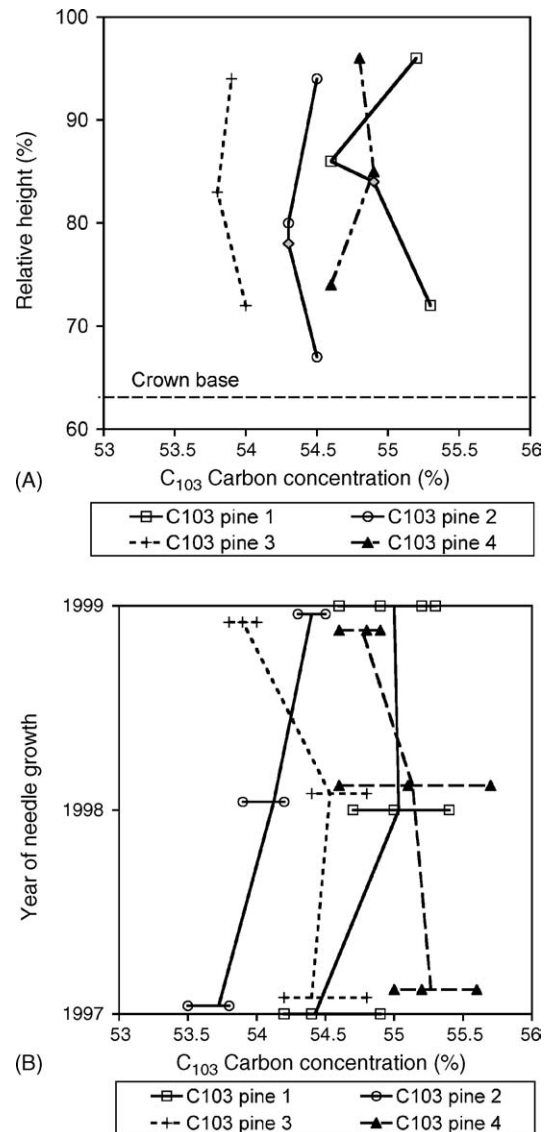 100
90
80
70
60
Relative height (%)
Crown base
53 53.5 54 54.5 55 55.5 56
(A) C₁₀₃ Carbon concentration (%)
C103 pine 1 C103 pine 2
C103 pine 3 C103 pine 4
1999
1998
1997
Year of needle growth
53 53.5 54 54.5 55 55.5 56
(B) C₁₀₃ Carbon concentration (%)
C103 pine 1 C103 pine 2
C103 pine 3 C103 pine 4